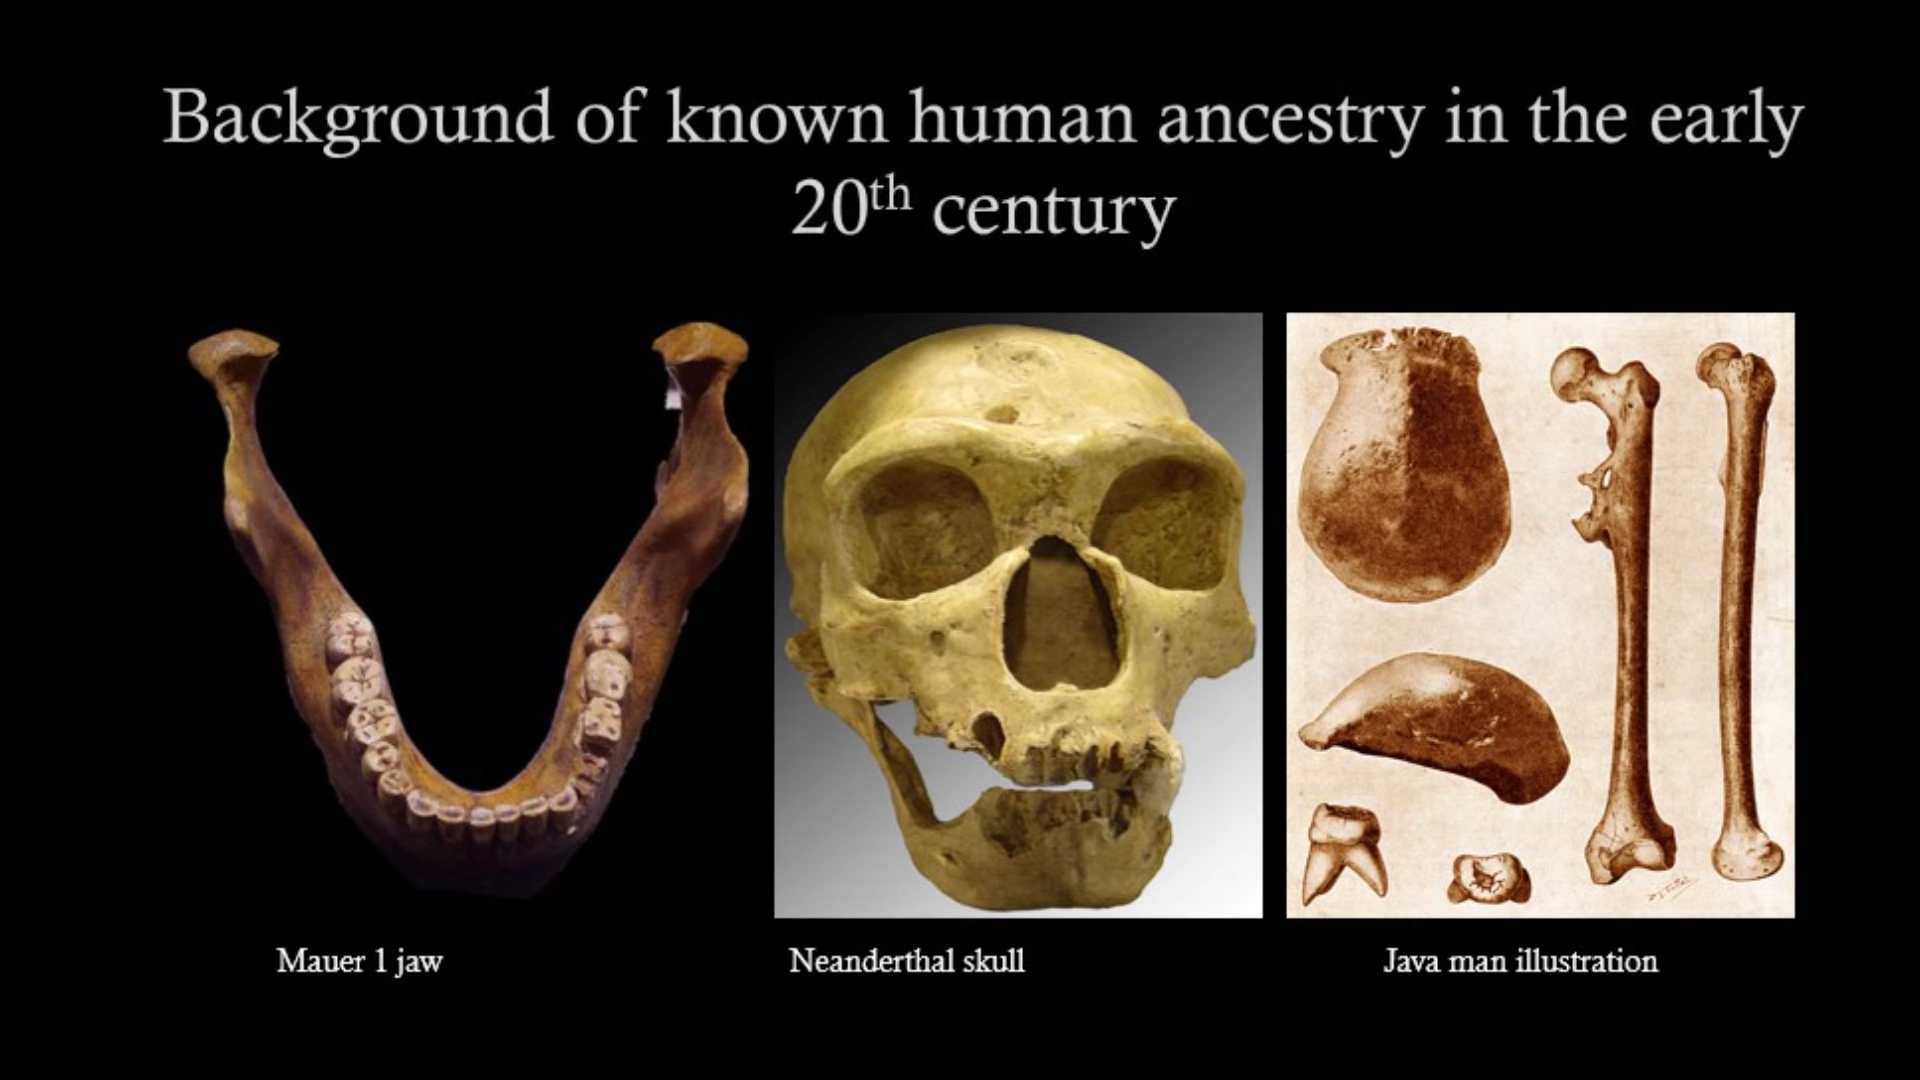 Background of known human ancestry in the early
20th century
Mauer 1 jaw
Neanderthal skull
Java man illustration